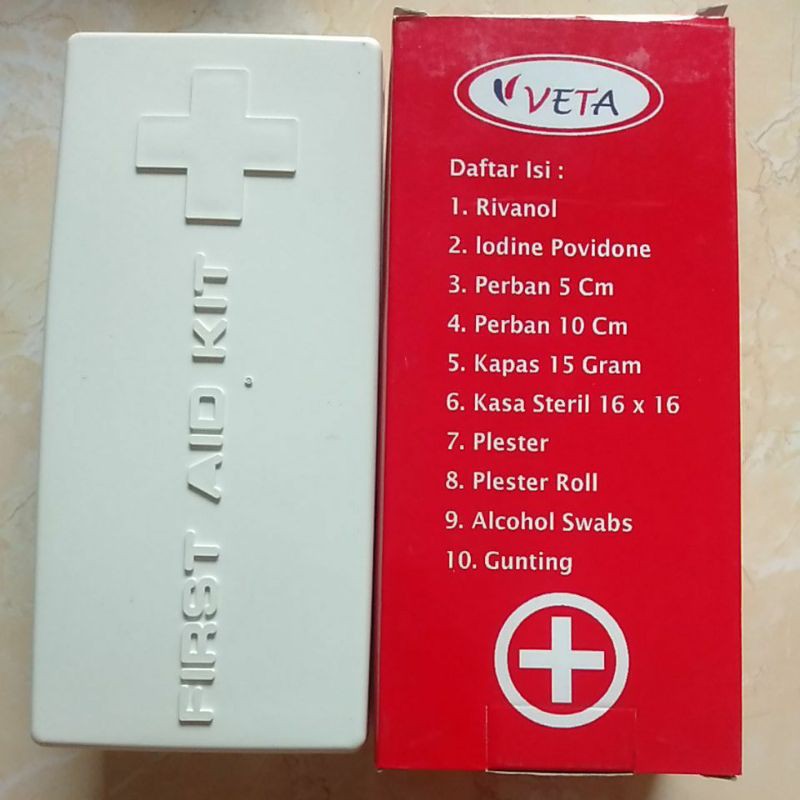 FIRST AID KIT
VETA
Daftar Isi :
1. Rivanol
2. Iodine Povidone
3. Perban 5 Cm
4. Perban 10 Cm
5. Kapas 15 Gram
6. Kasa Steril 16 x 16
7. Plester
8. Plester Roll
9. Alcohol Swabs
10. Gunting